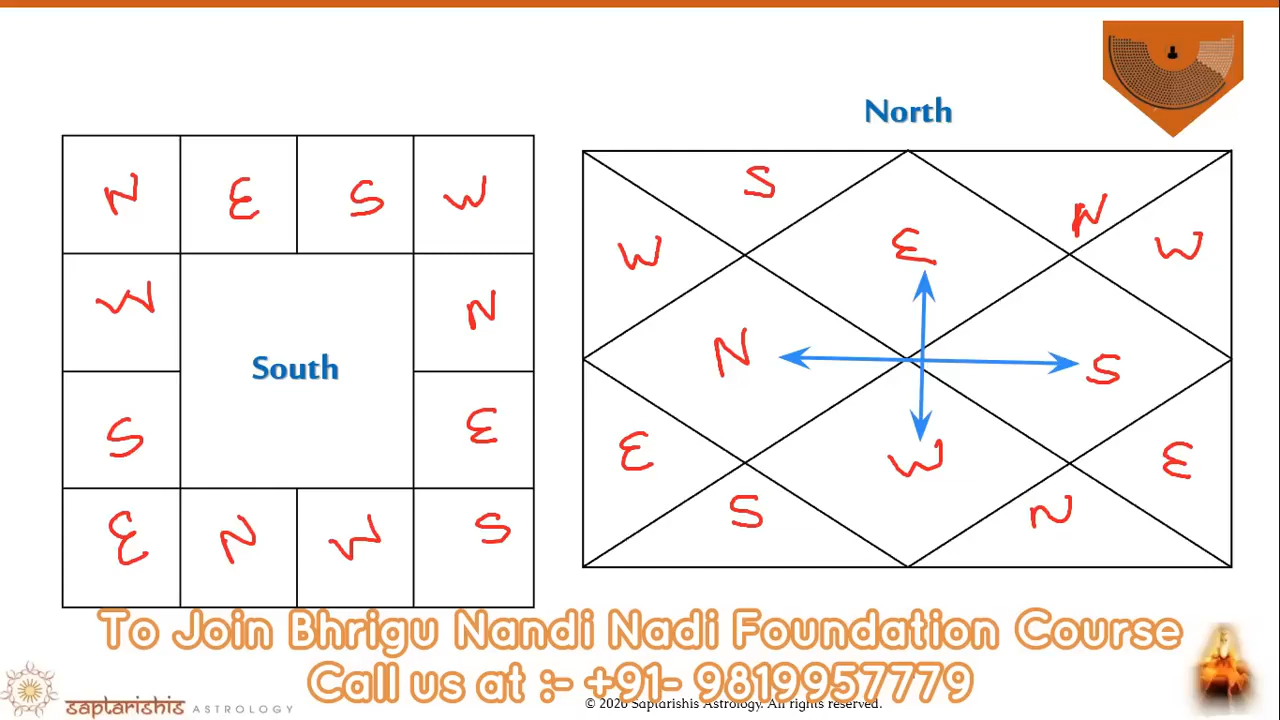 North
N E S W
W N
South
S E
E N W S
S N
W E W
N S
E W E
S N
To Join Bhrigu Nandi Nadi Foundation Course
Call us at :- +91- 9819957779
saptarishis ASTROLOGY
© 2020 Saptarishis Astrology. All rights reserved.